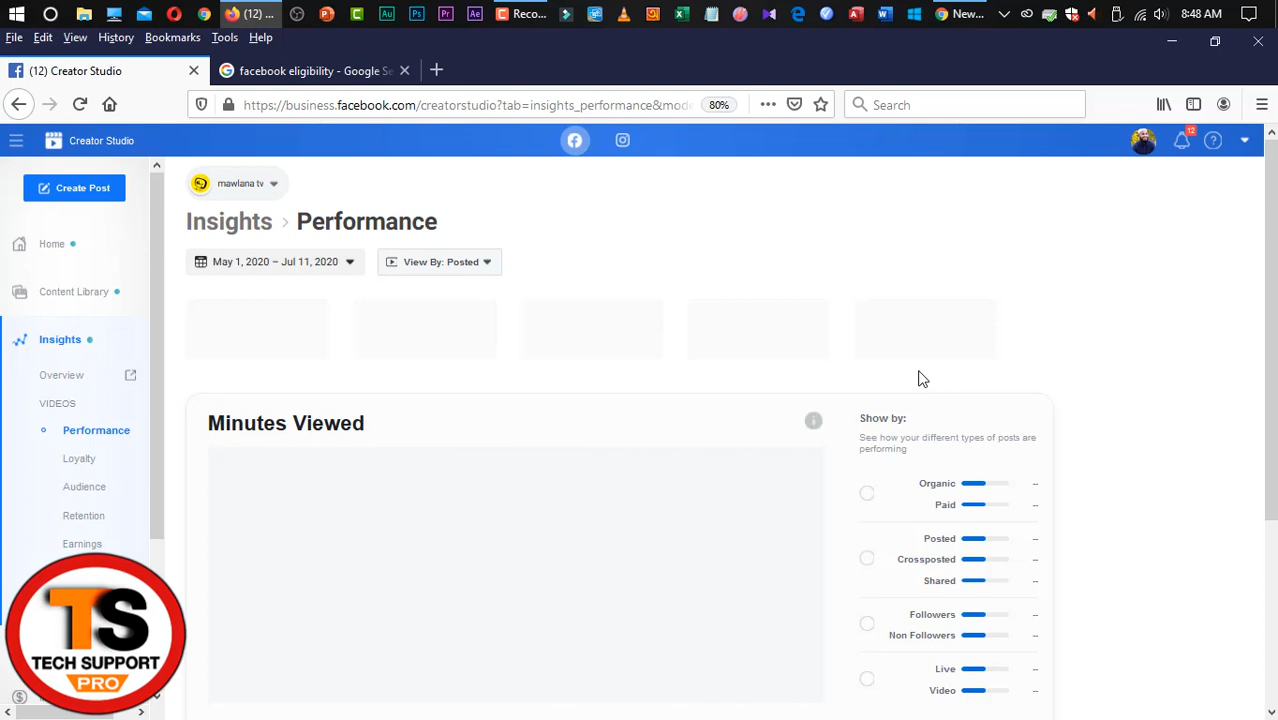 (12) ...
Reco...
New...
8:48 AM
File Edit View History Bookmarks Tools Help
(12) Creator Studio
facebook eligibility - Google Se
https://business.facebook.com/creatorstudio?tab=insights_performance&mod
80%
Search
Creator Studio
12
Create Post
mawlana tv
Insights › Performance
May 1, 2020 – Jul 11, 2020
View By: Posted
Home
Content Library
Insights
Overview
VIDEOS
Performance
Loyalty
Audience
Retention
Earnings
Minutes Viewed
Show by:
See how your different types of posts are
performing
Organic --
Paid --
Posted --
Crossposted --
Shared --
Followers --
Non Followers --
Live --
Video --
TS
TECH SUPPORT
PRO